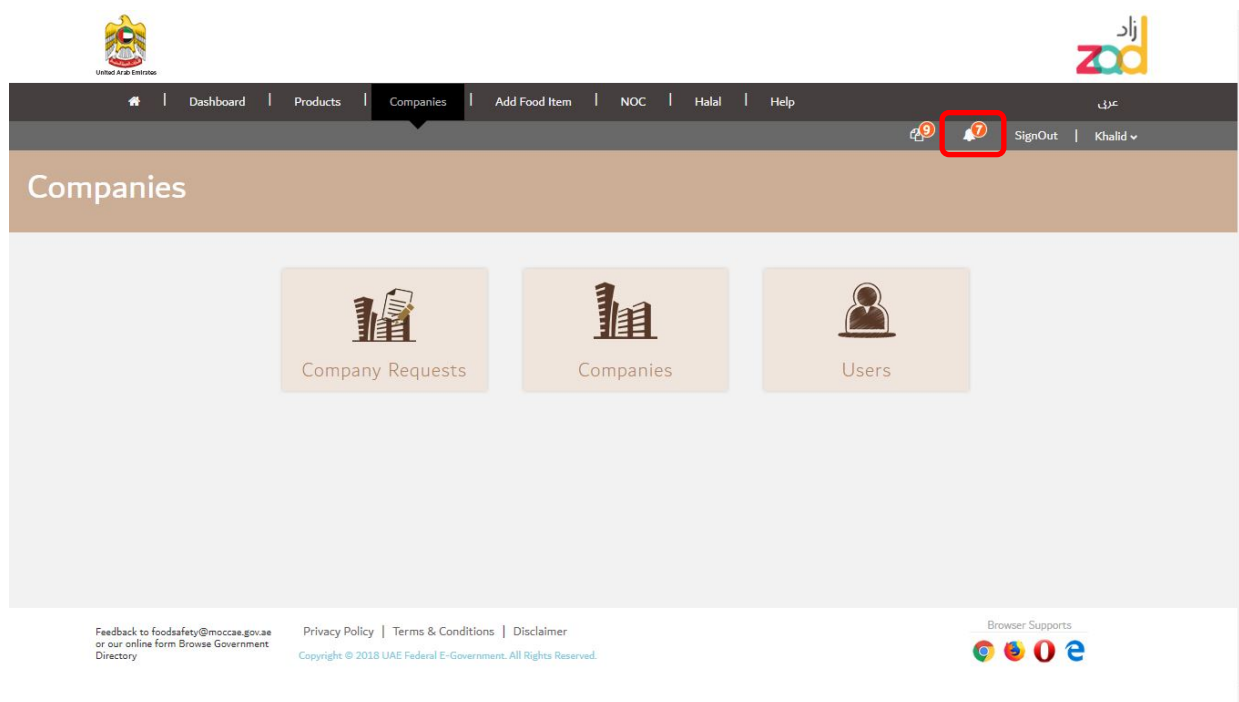 United Arab Emirates
زاد
zad
Dashboard | Products | Companies | Add Food Item | NOC | Halal | Help
عربى
9 7 SignOut | Khalid
Companies
Company Requests
Companies
Users
Feedback to foodsafety@moccae.gov.ae
or our online form Browse Government
Directory
Privacy Policy | Terms & Conditions | Disclaimer
Copyright © 2018 UAE Federal E-Government. All Rights Reserved.
Browser Supports